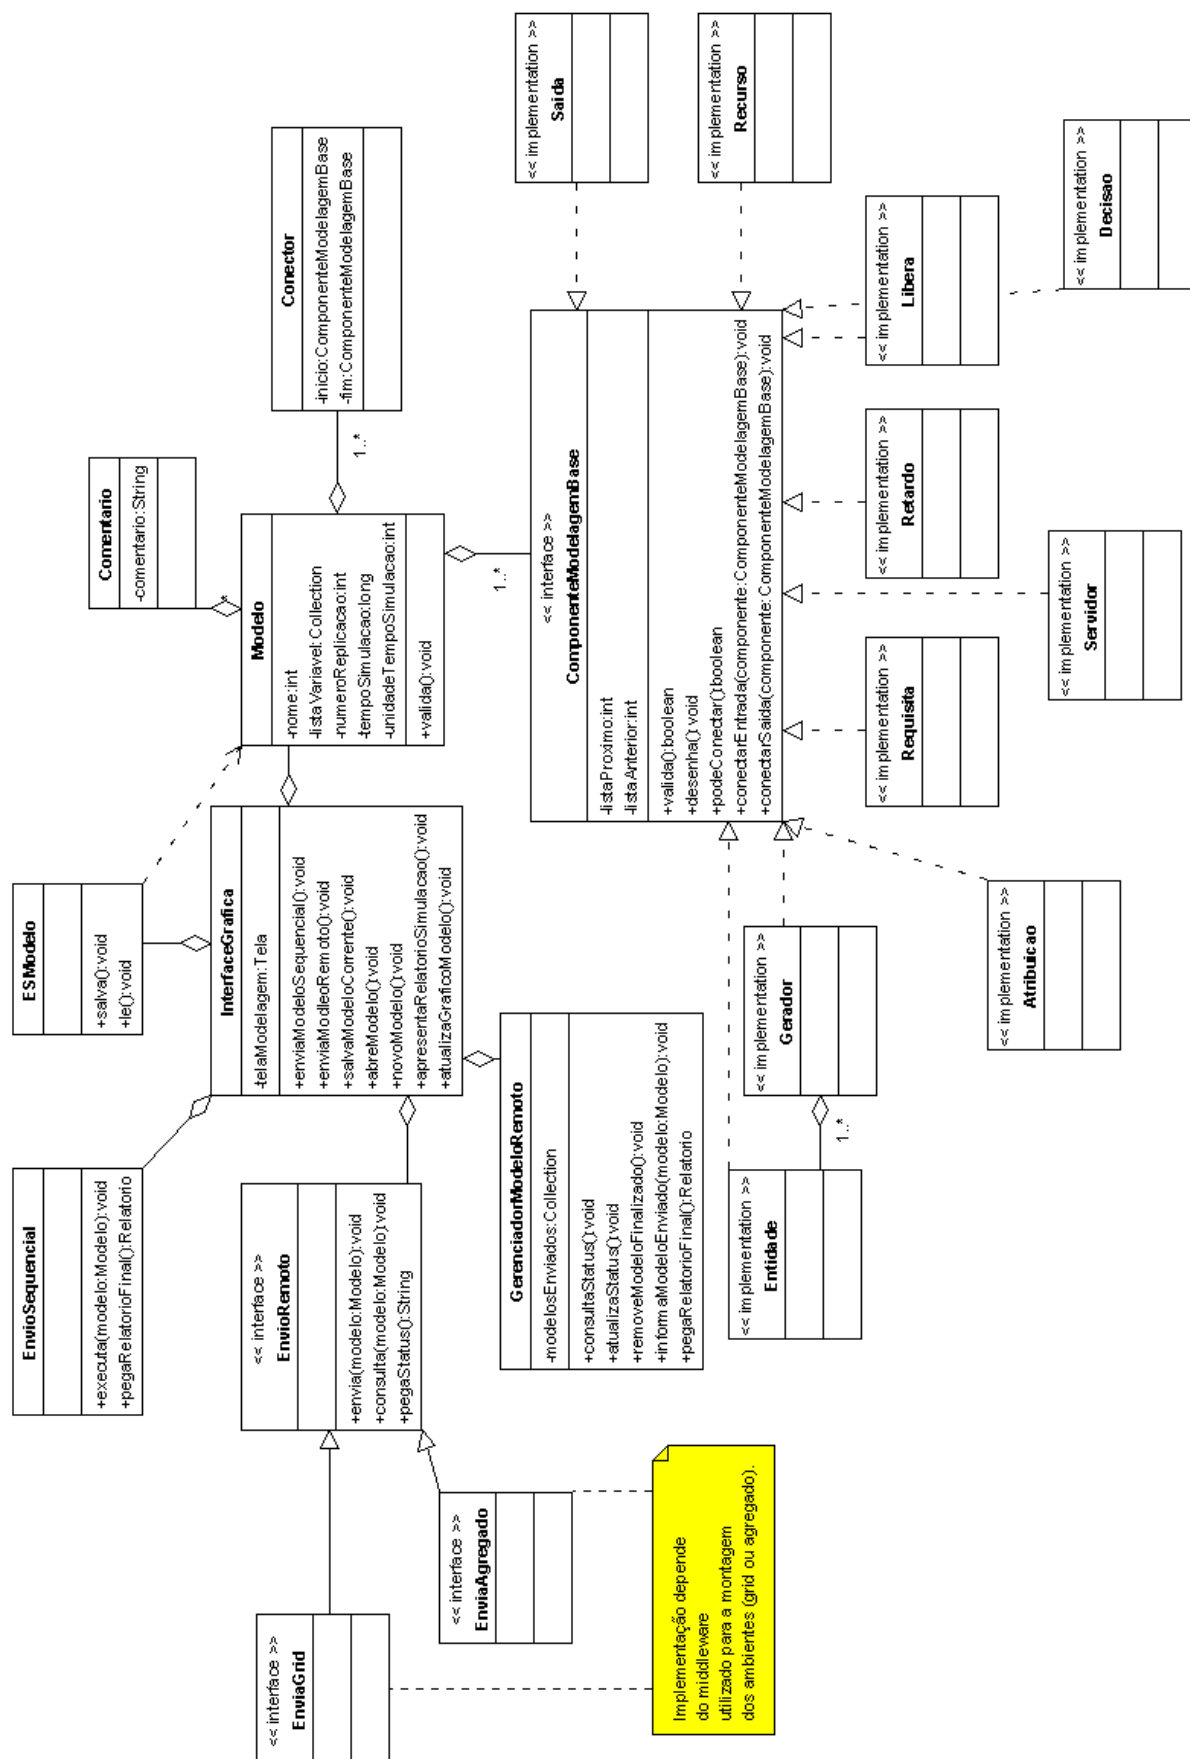 EnvioSequencial
+executa(modelo:Modelo):void
+pegaRelatorioFinal():Relatorio
ESModelo
+salva():void
+le():void
Comentario
-comentario:String
<< interface >>
EnviaGrid
<< interface >>
EnvioRemoto
+envia(modelo:Modelo):void
+consulta(modelo:Modelo):void
+pegaStatus():String
InterfaceGrafica
-telaModelagem:Tela
+enviaModeloSequencial():void
+enviaModleoRemoto():void
+salvaModeloCorrente():void
+abreModelo():void
+novoModelo():void
+apresentaRelatorioSimulacao():void
+atualizaGraficoModelo():void
*
Modelo
-nome:int
-listaVariavel:Collection
-numeroReplicacao:int
-tempoSimulacao:long
-unidadeTempoSimulacao:int
+valida():void
1..*
Conector
-inicio:ComponenteModelagemBase
-fim:ComponenteModelagemBase
<< interface >>
EnviaAgregado
GerenciadorModeloRemoto
-modelosEnviados:Collection
+consultaStatus():void
+atualizaStatus():void
+removeModeloFinalizado():void
+informaModeloEnviado(modelo:Modelo):void
+pegaRelatorioFinal():Relatorio
1..*
<< interface >>
ComponenteModelagemBase
-listaProximo:int
-listaAnterior:int
+valida():boolean
+desenha():void
+podeConectar():boolean
+conectarEntrada(componente:ComponenteModelagemBase):void
+conectarSaida(componente:ComponenteModelagemBase):void
<< implementation >>
Saida
Implementação depende
do middleware
utilizado para a montagem
dos ambientes (grid ou agregado).
<< implementation >>
Entidade
1..*
<< implementation >>
Gerador
<< implementation >>
Recurso
<< implementation >>
Requisita
<< implementation >>
Retardo
<< implementation >>
Libera
<< implementation >>
Atribuicao
<< implementation >>
Servidor
<< implementation >>
Decisao